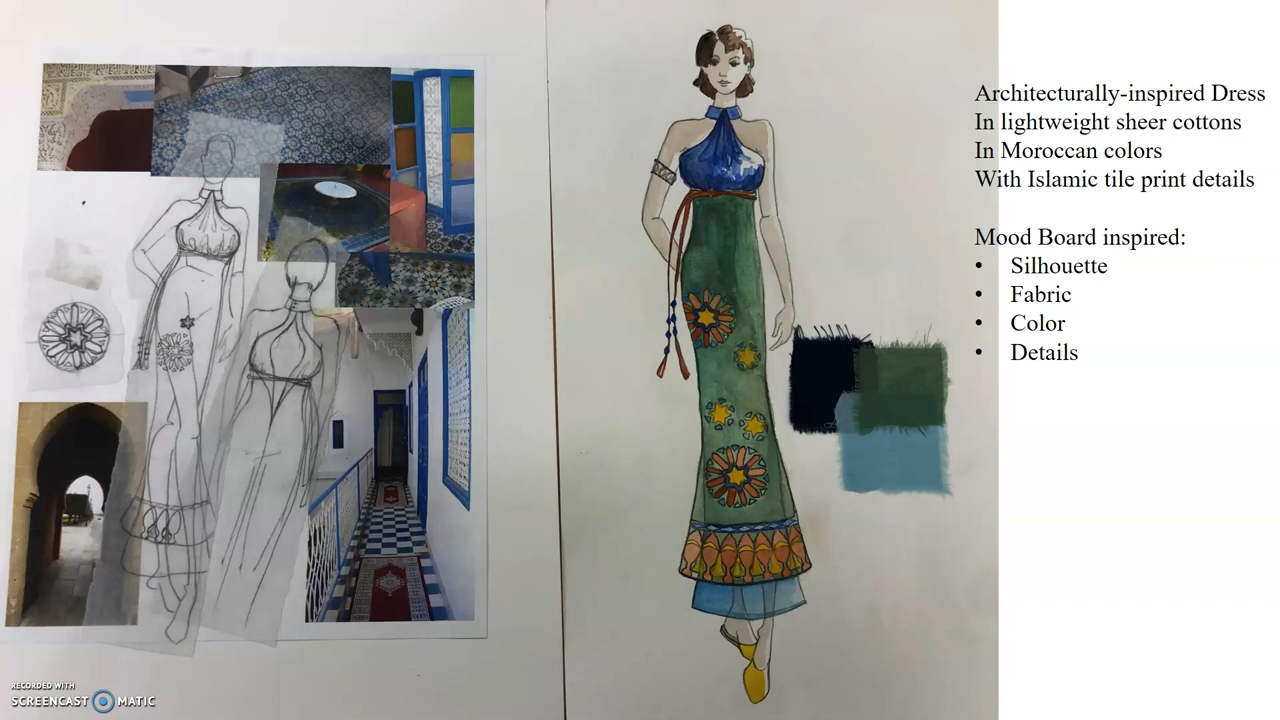 Architecturally-inspired Dress
In lightweight sheer cottons
In Moroccan colors
With Islamic tile print details
Mood Board inspired:
• Silhouette
• Fabric
• Color
• Details
RECORDED WITH
SCREENCAST MATIC